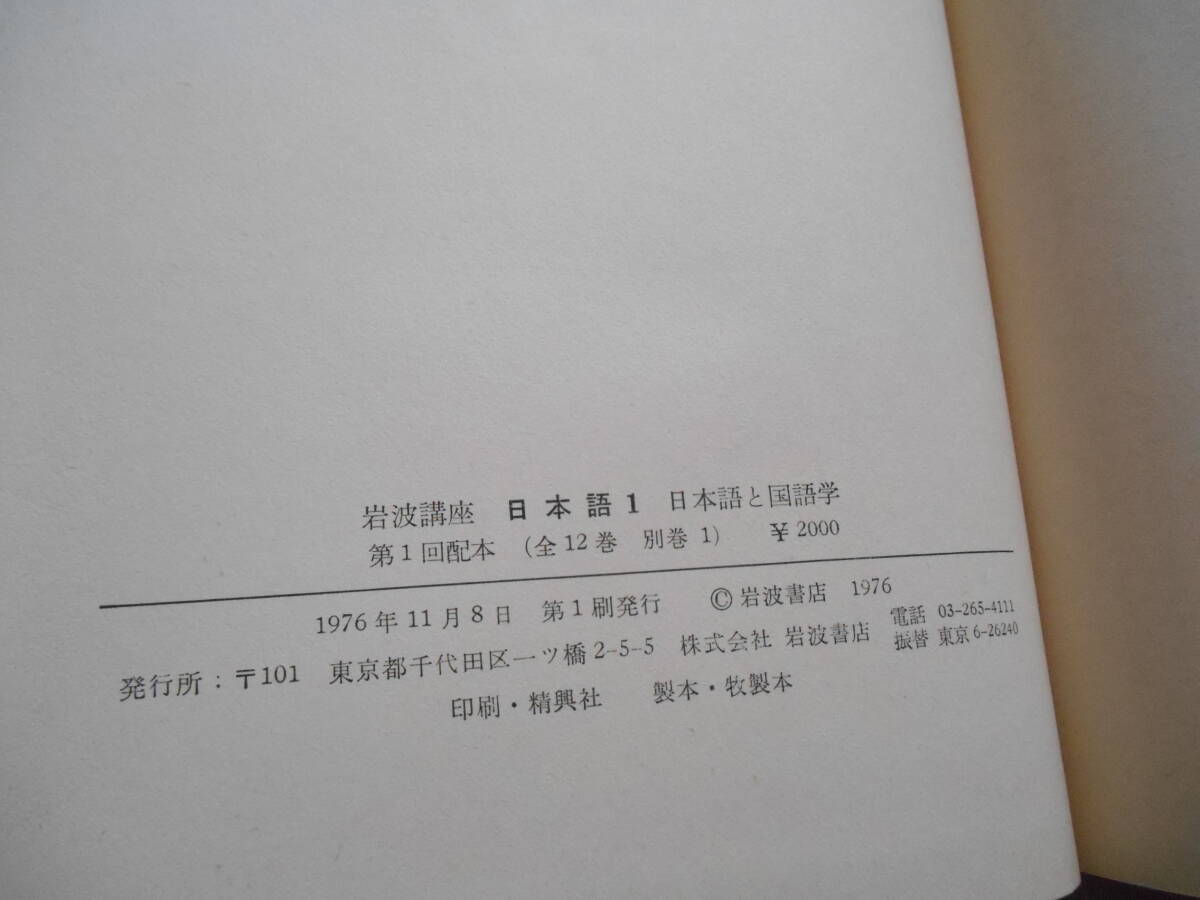 岩波講座 日本語1 日本語と国語学
第1回配本 (全12巻 別巻1) ¥2000
1976年11月8日 第1刷発行 © 岩波書店 1976
発行所:〒101 東京都千代田区一ツ橋2-5-5 株式会社 岩波書店 電話 03-265-4111
振替 東京6-26240
印刷・精興社 製本・牧製本